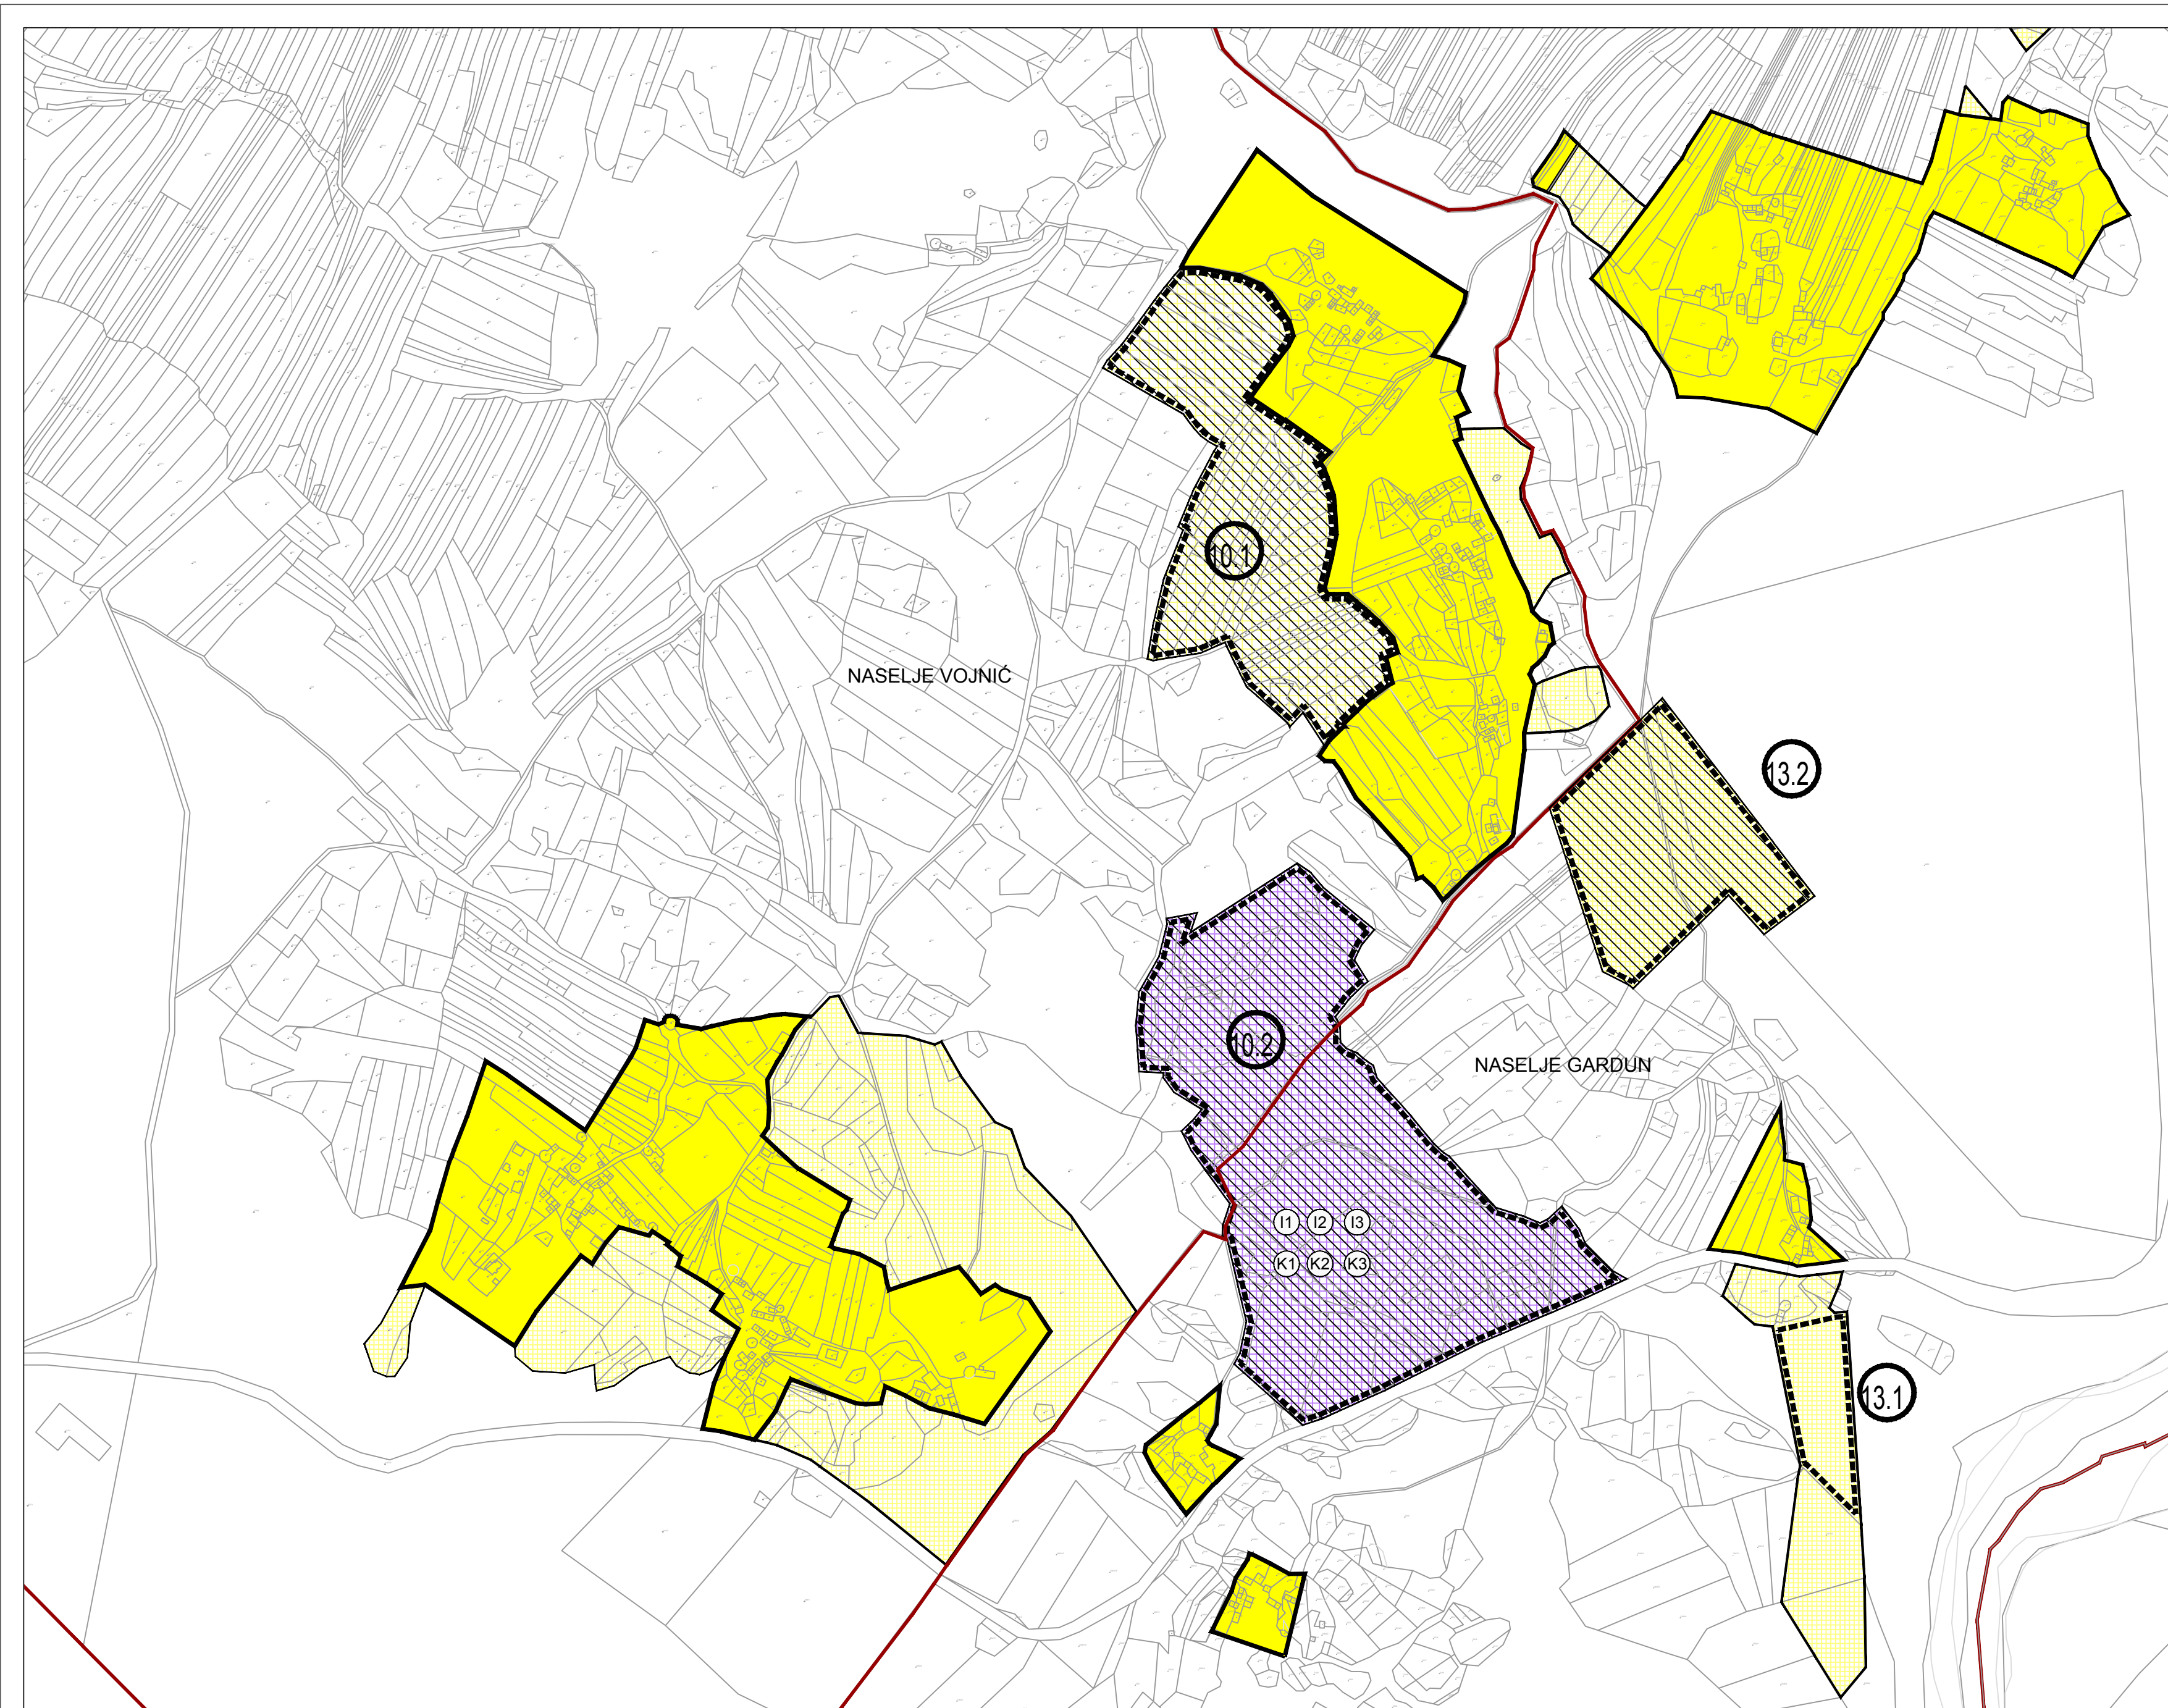 10.1
NASELJE VOJNIĆ
13.2
10.2
NASELJE GARDUN
I1 I2 I3
K1 K2 K3
13.1